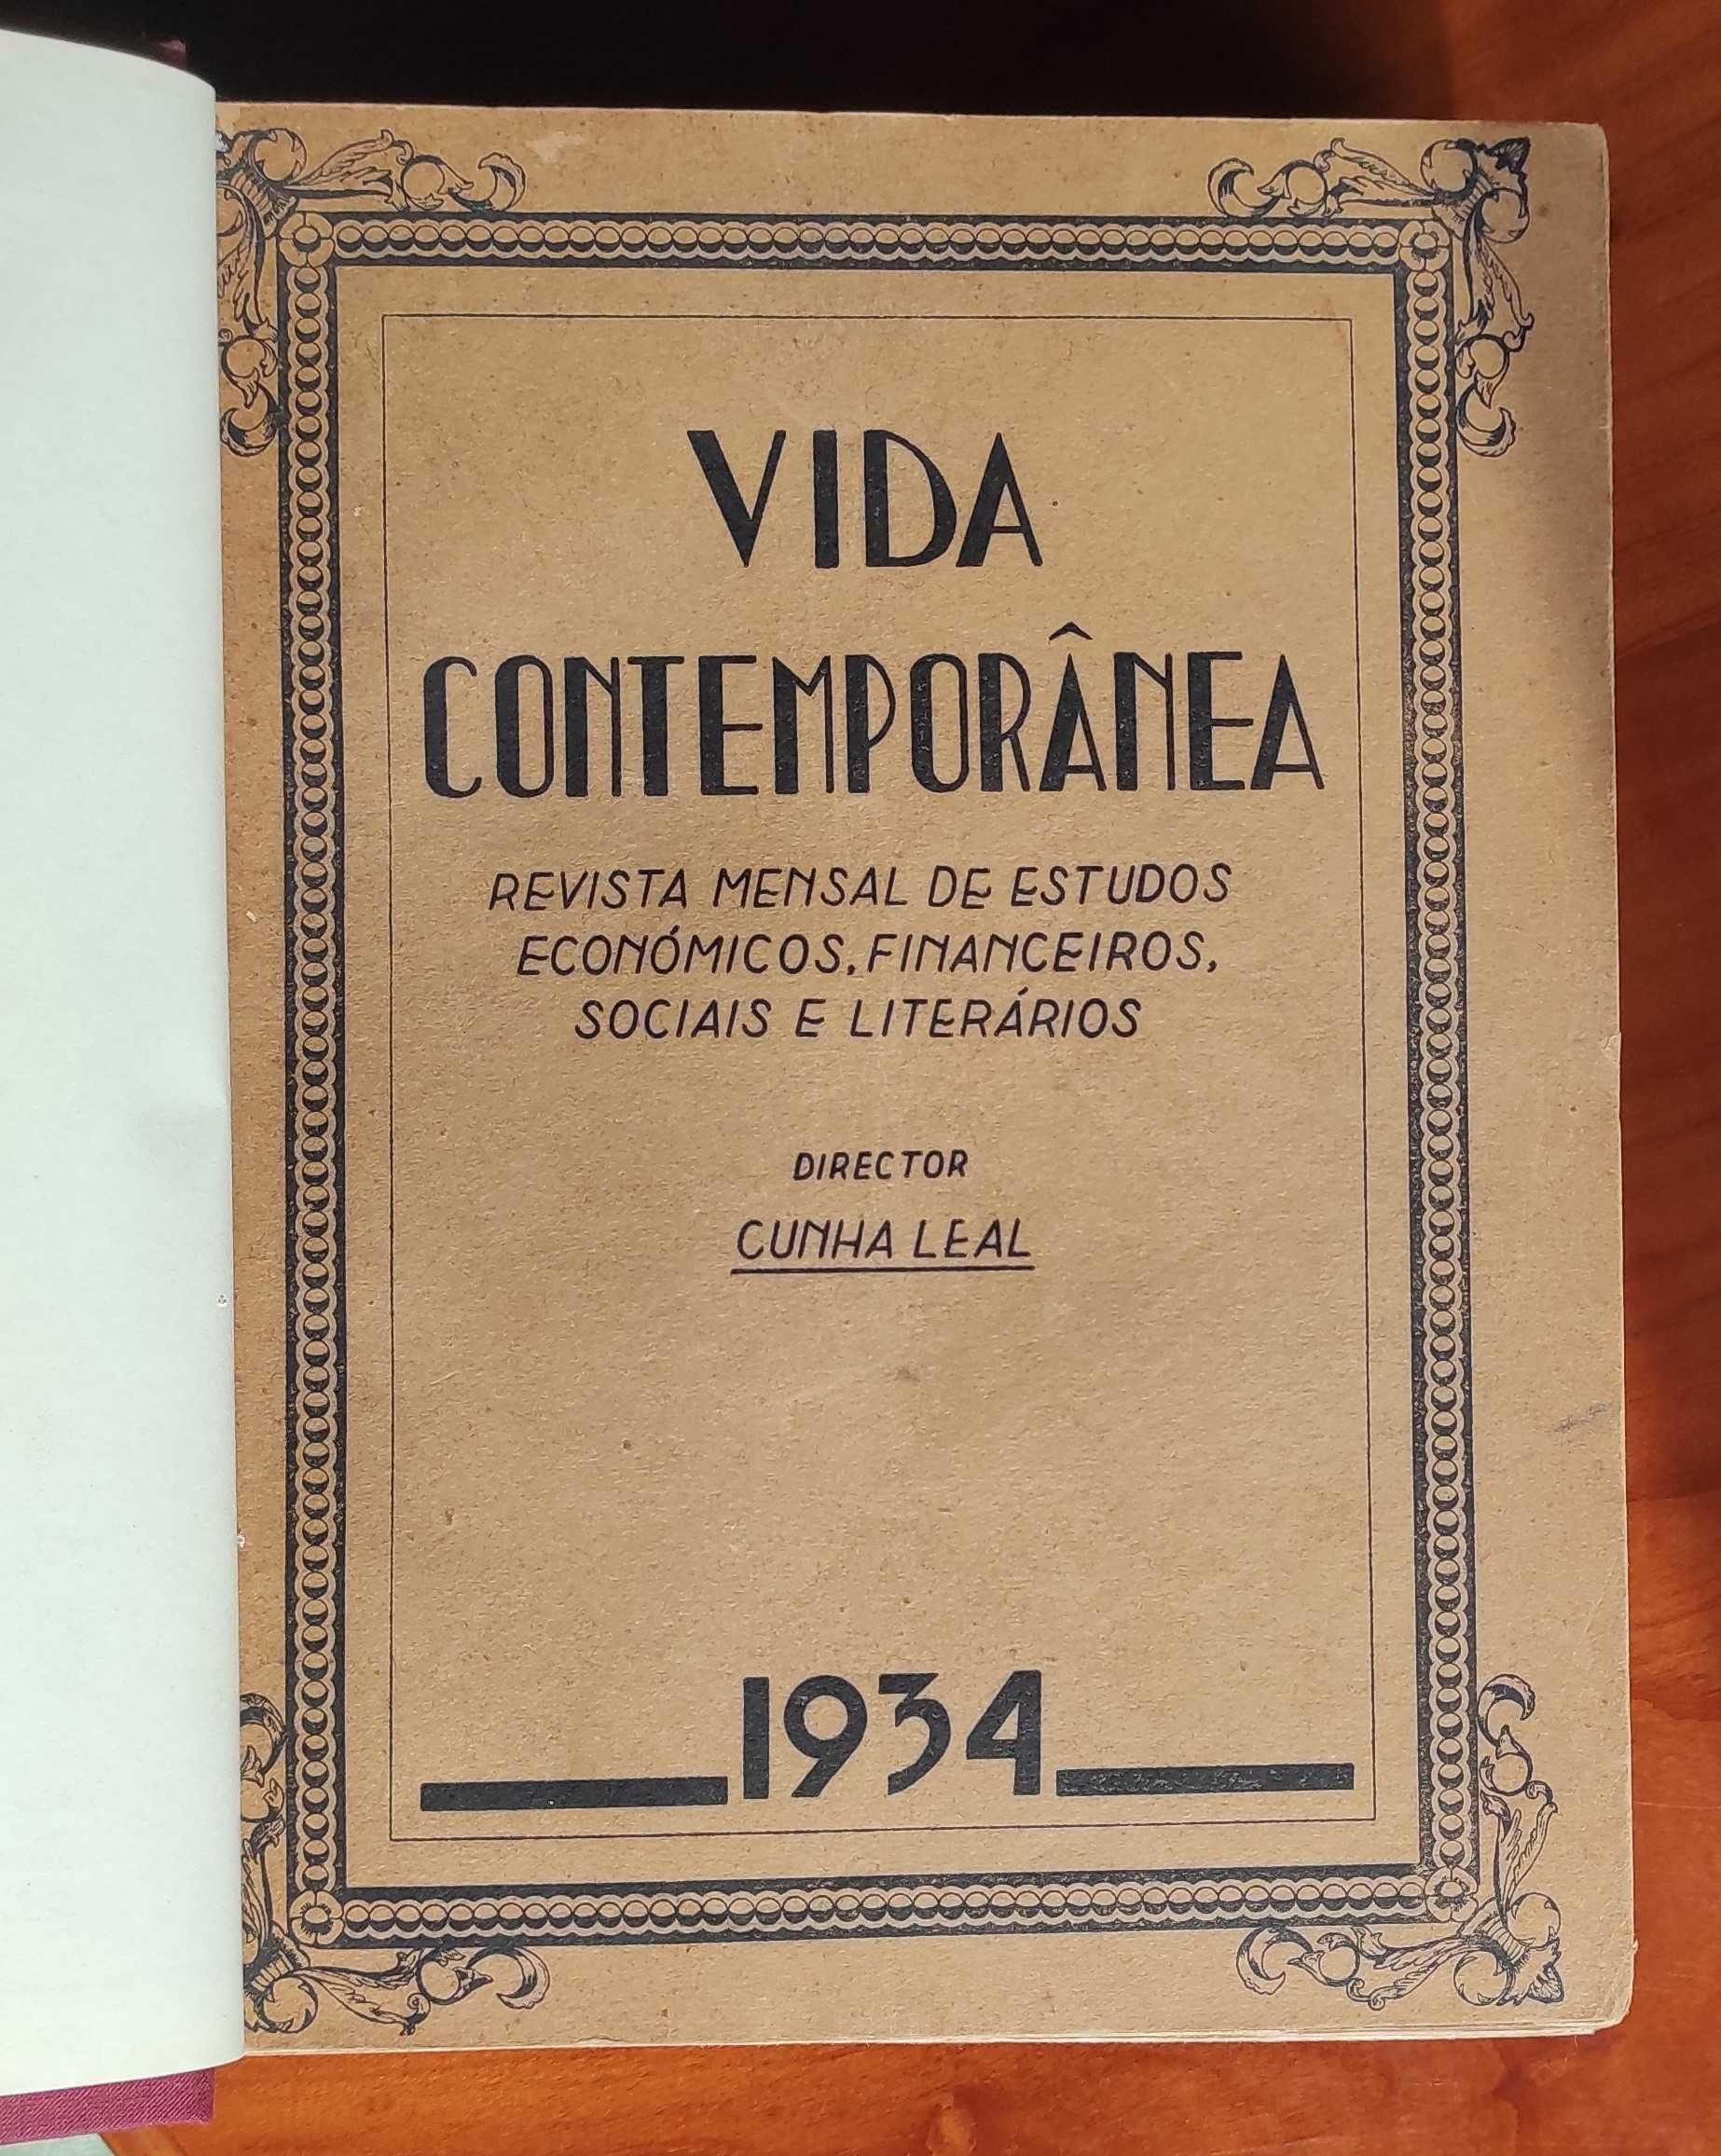 VIDA
CONTEMPORÂNEA
REVISTA MENSAL DE ESTUDOS
ECONÓMICOS, FINANCEIROS,
SOCIAIS E LITERÁRIOS
DIRECTOR
CUNHA LEAL
1934